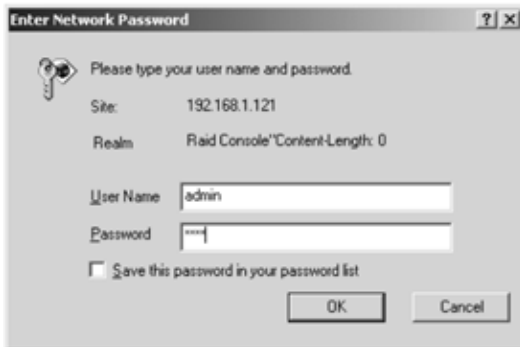 Enter Network Password
? X
Please type your user name and password.
Site: 192.168.1.121
Realm Raid Console"Content-Length: 0
User Name admin
Password ****
Save this password in your password list
OK Cancel